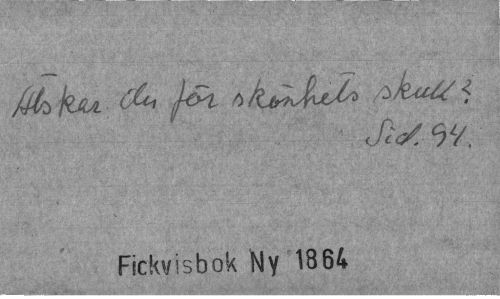 Älskar du för skönhets skull?
Sid. 94.
Fickvisbok Ny 1864